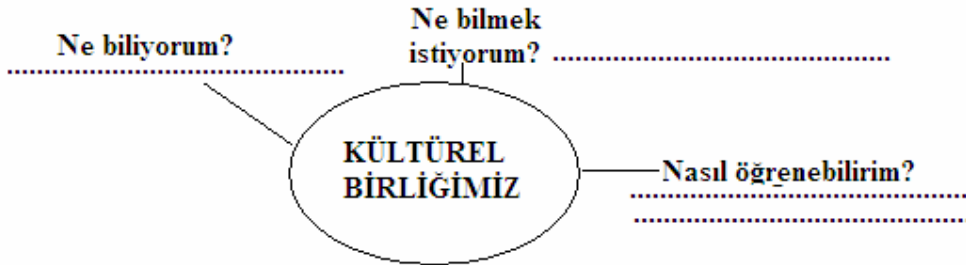 Ne biliyorum?
................................................
Ne bilmek
istiyorum? ................................................
KÜLTÜREL
BİRLİĞİMİZ
Nasıl öğrenebilirim?
................................................
................................................